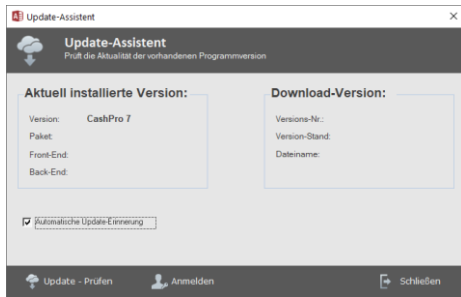 Update-Assistent
Update-Assistent
Prüft die Aktualität der vorhandenen Programmversion
Aktuell installierte Version:
Version: CashPro 7
Paket:
Front-End:
Back-End:
Download-Version:
Versions-Nr.:
Version-Stand:
Dateiname:
Automatische Update-Erinnerung
Update - Prüfen
Anmelden
Schließen